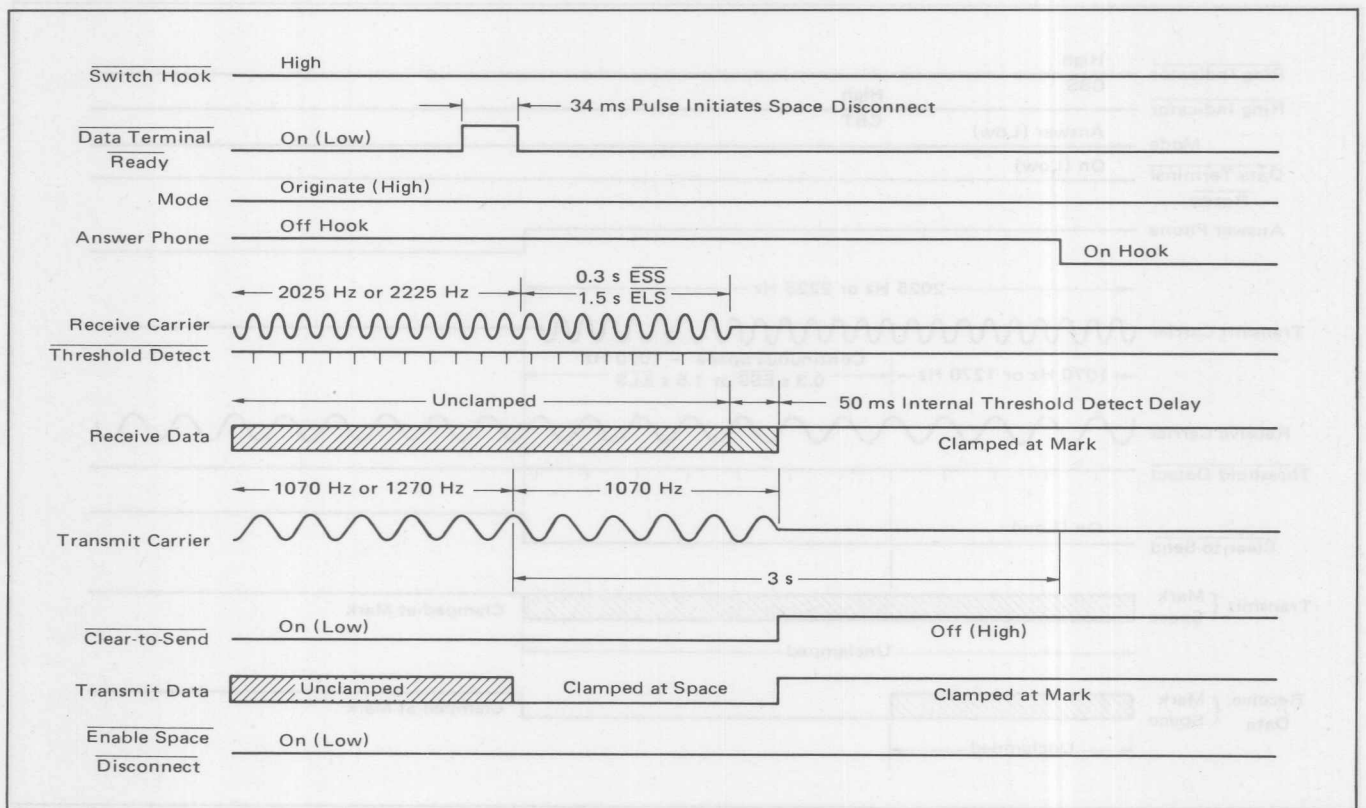 Switch Hook
High
34 ms Pulse Initiates Space Disconnect
Data Terminal
Ready
On (Low)
Mode
Originate (High)
Answer Phone
Off Hook
On Hook
2025 Hz or 2225 Hz
0.3 s ESS
1.5 s ELS
Receive Carrier
Threshold Detect
Unclamped
50 ms Internal Threshold Detect Delay
Receive Data
Clamped at Mark
1070 Hz or 1270 Hz
1070 Hz
Transmit Carrier
3 s
Clear-to-Send
On (Low)
Off (High)
Transmit Data
Unclamped
Clamped at Space
Clamped at Mark
Enable Space
Disconnect
On (Low)